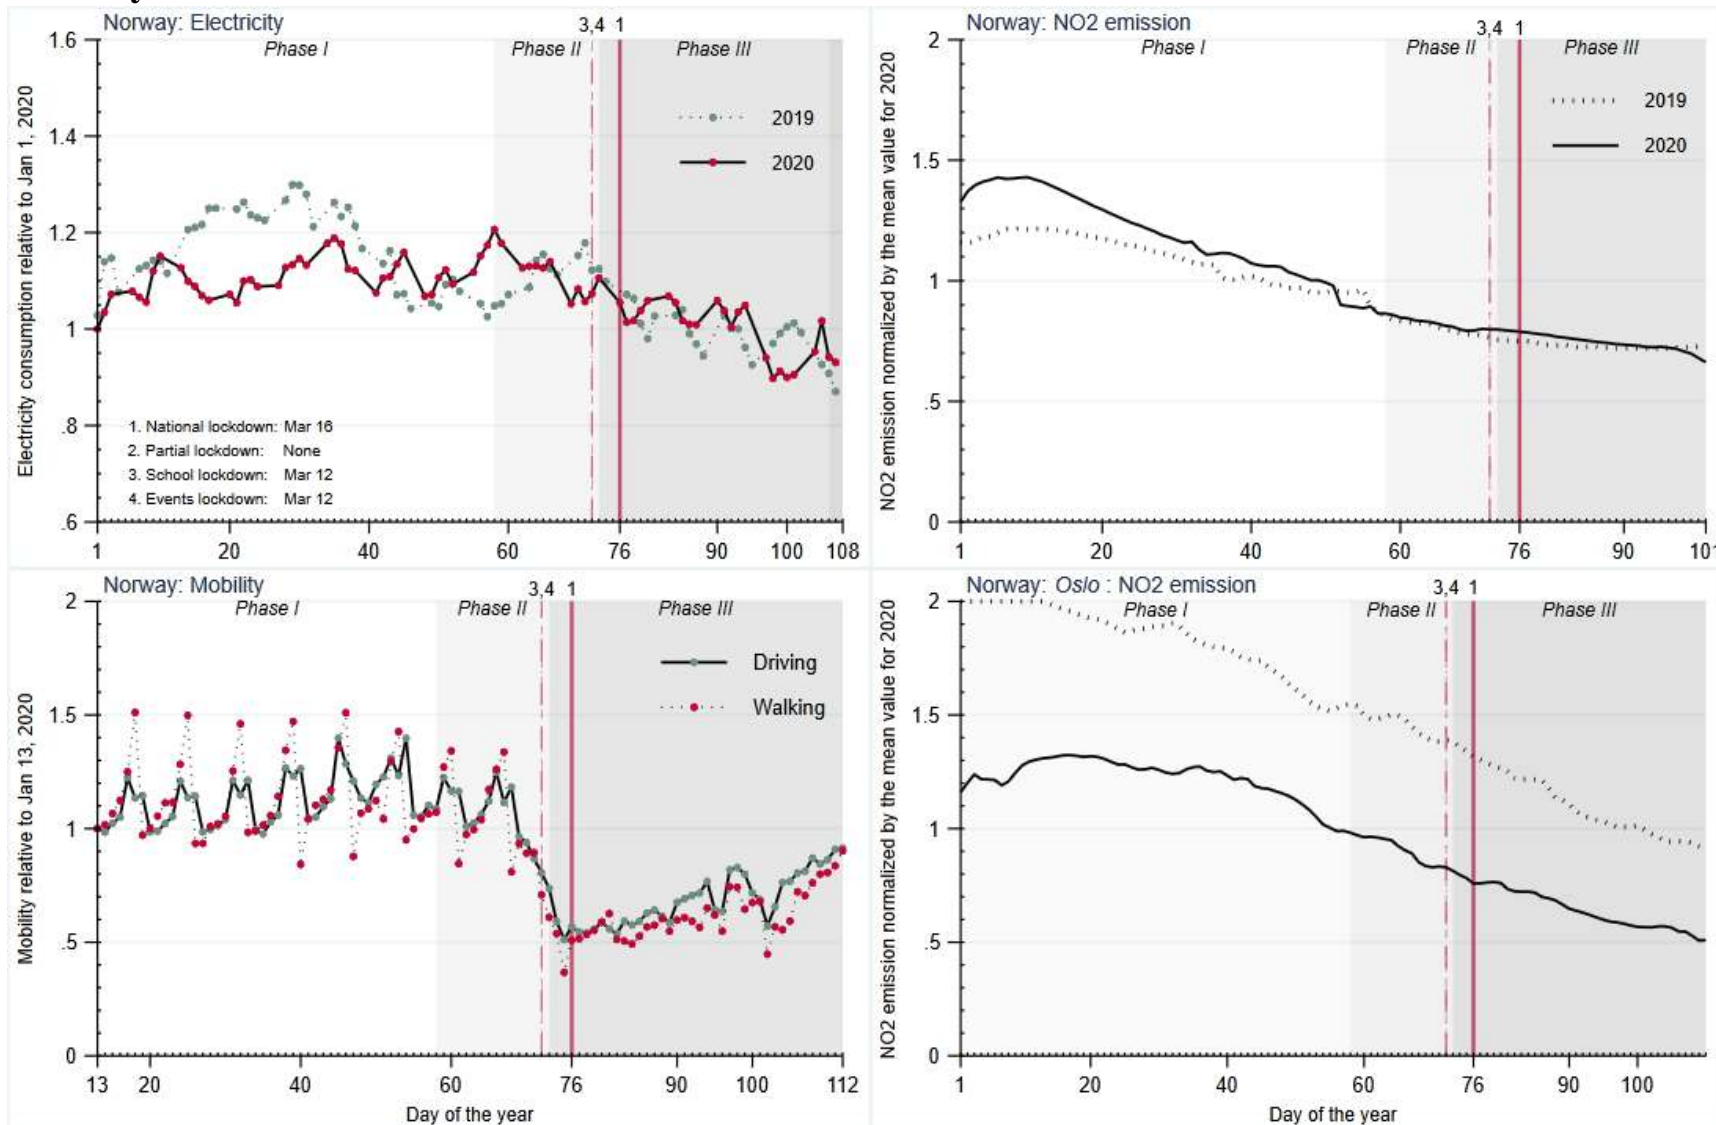 Norway: Electricity
3,4 1
Phase I
Phase II
Phase III
Electricity consumption relative to Jan 1, 2020
1.6
1.4
1.2
1
.8
.6
2019
2020
1. National lockdown: Mar 16
2. Partial lockdown: None
3. School lockdown: Mar 12
4. Events lockdown: Mar 12
1 20 40 60 76 90 100 108
Norway: NO2 emission
3,4 1
Phase I
Phase II
Phase III
NO2 emission normalized by the mean value for 2020
2
1.5
1
.5
0
2019
2020
1 20 40 60 76 90
Norway: Mobility
3,4 1
Phase I
Phase II
Phase III
Mobility relative to Jan 13, 2020
2
1.5
1
.5
0
Driving
Walking
13 20 40 60 76 90 100 112
Day of the year
Norway: Oslo : NO2 emission
3,4 1
Phase I
Phase II
Phase III
NO2 emission normalized by the mean value for 2020
2
1.5
1
.5
0
1 20 40 60 76 90 100
Day of the year